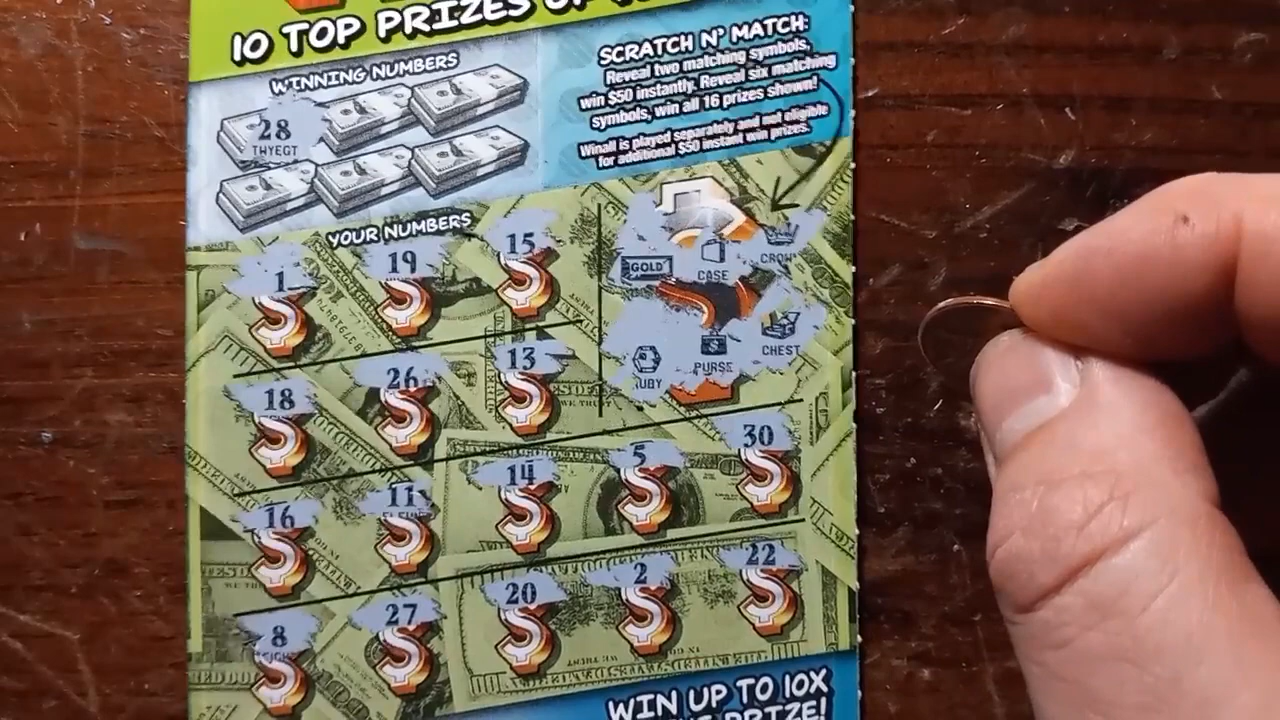 10 TOP PRIZES
WINNING NUMBERS
28
TWYEGT
SCRATCH N' MATCH:
Reveal two matching symbols,
win $50 instantly. Reveal six matching
symbols, win all 16 prizes shown!
Winall is played separately and not eligible
for additional $50 instant win prizes.
YOUR NUMBERS
1 19 15
GOLD CASE CROWN
18 26 13
UBY PURSE CHEST
16 11 14 5 30
8 27 20 2 22
WIN UP TO 10X
PRIZE!